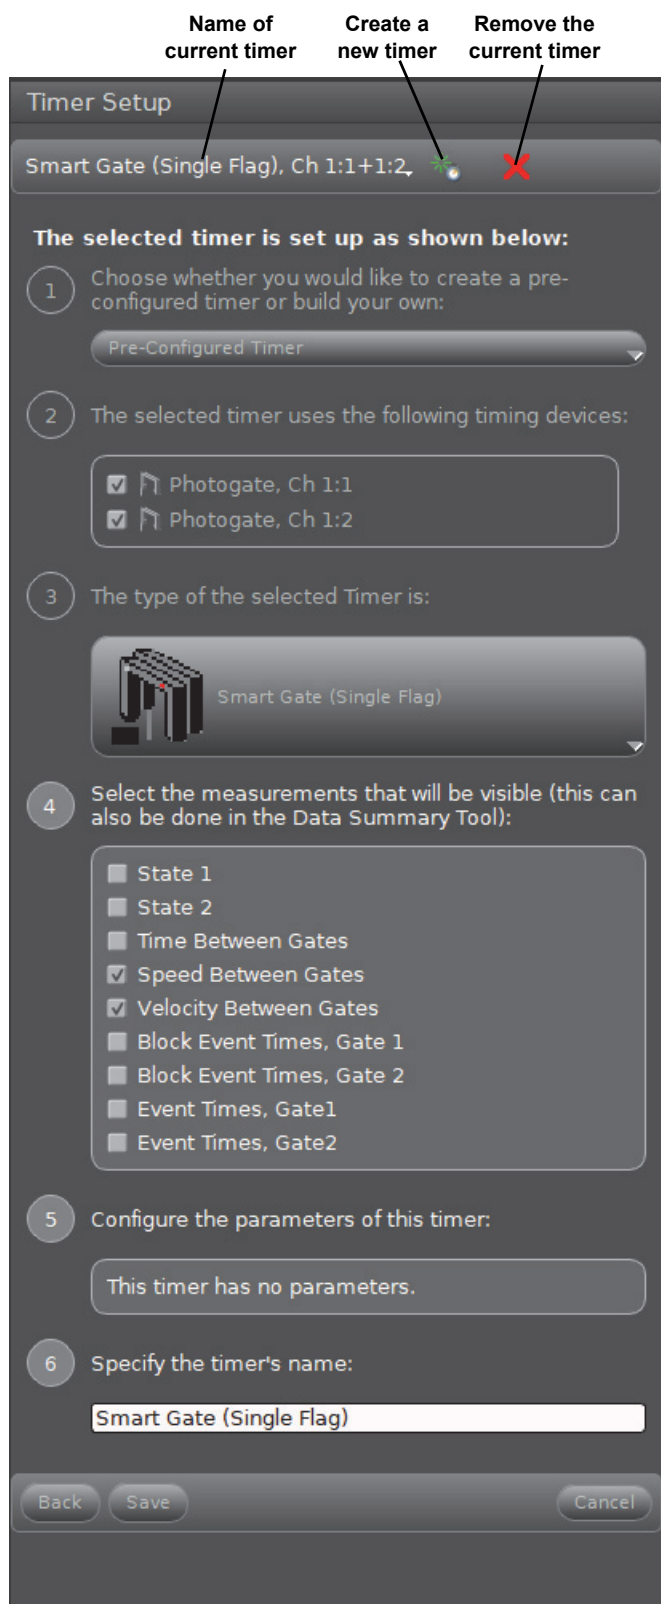 Name of
current timer
Create a
new timer
Remove the
current timer
Timer Setup
Smart Gate (Single Flag), Ch 1:1+1:2
The selected timer is set up as shown below:
1
Choose whether you would like to create a pre-
configured timer or build your own:
Pre-Configured Timer
2
The selected timer uses the following timing devices:
Photogate, Ch 1:1
Photogate, Ch 1:2
3
The type of the selected Timer is:
Smart Gate (Single Flag)
4
Select the measurements that will be visible (this can
also be done in the Data Summary Tool):
State 1
State 2
Time Between Gates
Speed Between Gates
Velocity Between Gates
Block Event Times, Gate 1
Block Event Times, Gate 2
Event Times, Gate1
Event Times, Gate2
5
Configure the parameters of this timer:
This timer has no parameters.
6
Specify the timer's name:
Smart Gate (Single Flag)
Back
Save
Cancel